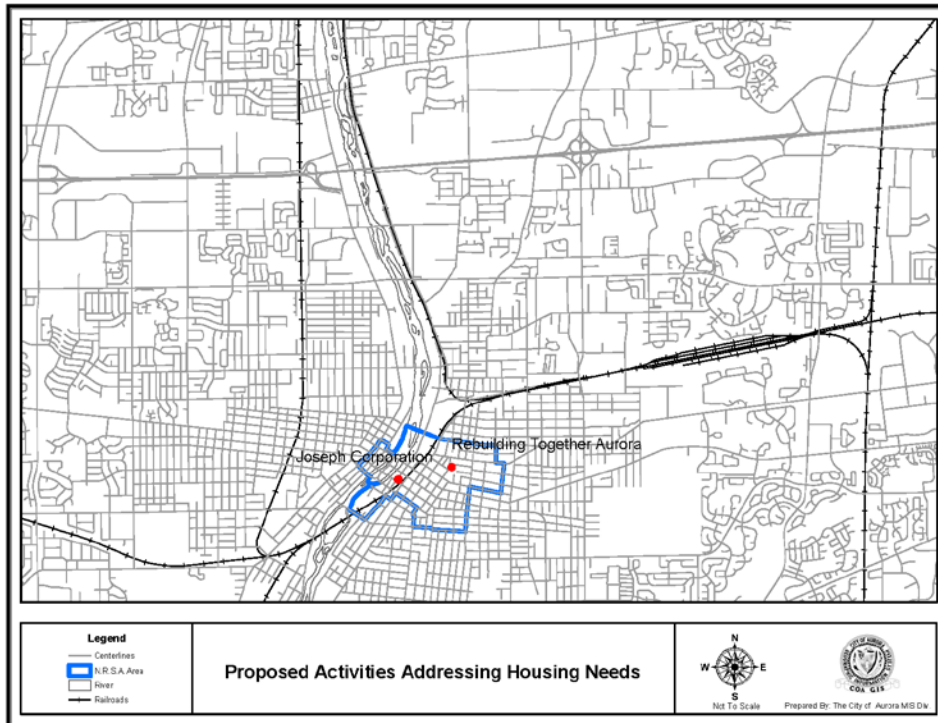 Rebuilding Together Aurora
Joseph Corporation
Legend
Centerlines
N.R.S.A. Area
River
Railroads
Proposed Activities Addressing Housing Needs
N
W
E
S
Not To Scale
COA GIS
Prepared By: The City of Aurora MIS Div.